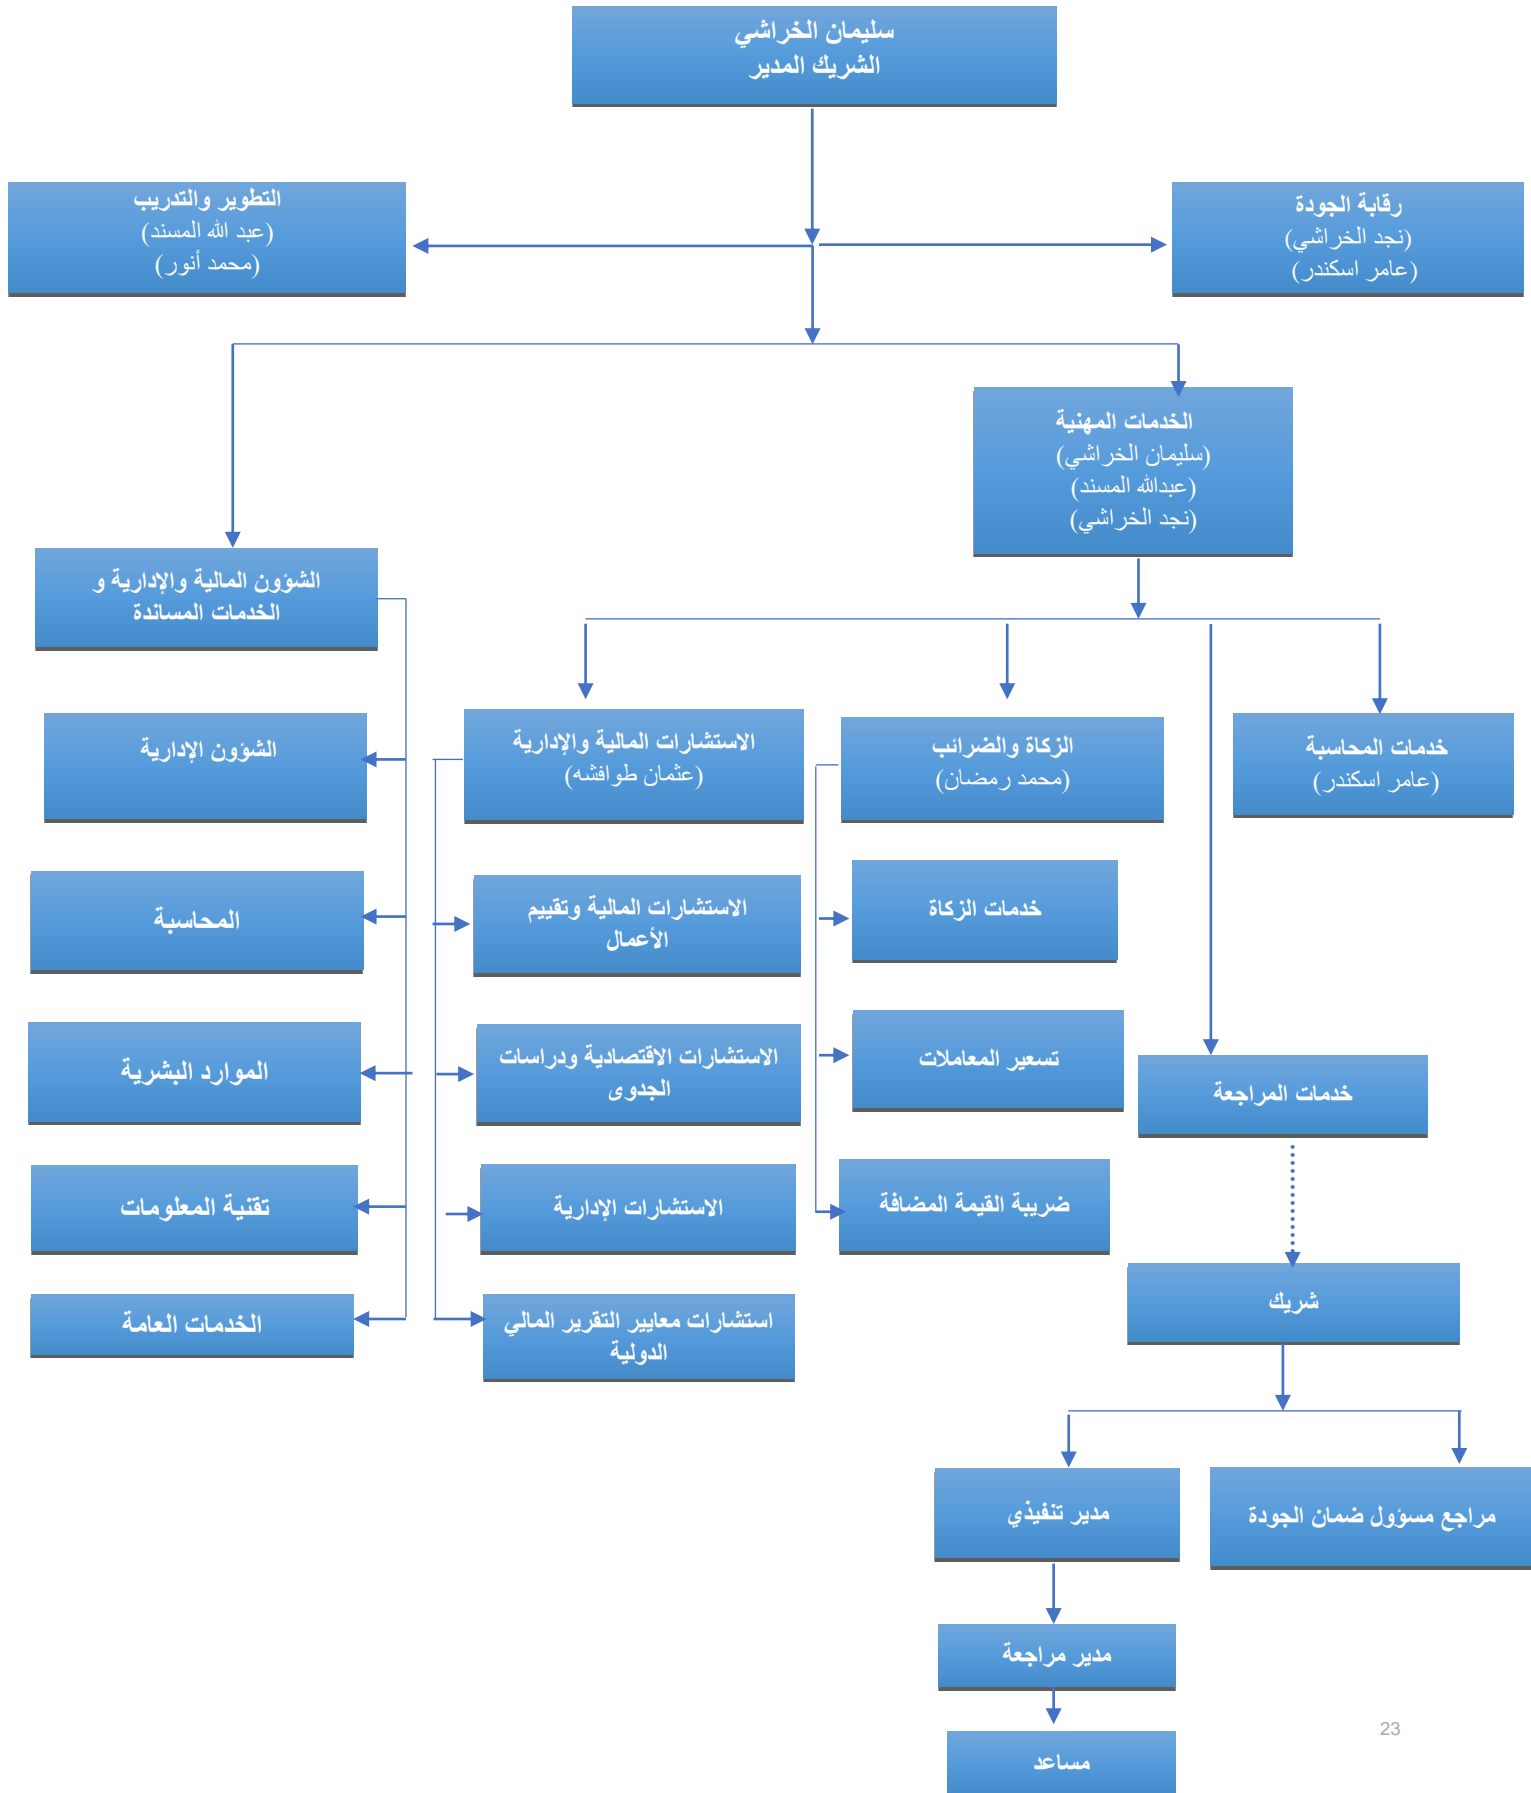 سليمان الخراشي
الشريك المدير
رقابة الجودة
(نجد الخراشي)
(عامر اسكندر)
التطوير والتدريب
(عبد الله المسند)
(محمد أنور)
الخدمات المهنية
(سليمان الخراشي)
(عبدالله المسند)
(نجد الخراشي)
الشؤون المالية والإدارية و
الخدمات المساندة
خدمات المحاسبة
(عامر اسكندر)
الزكاة والضرائب
(محمد رمضان)
الاستشارات المالية والإدارية
(عثمان طوافشه)
الشؤون الإدارية
خدمات الزكاة
الاستشارات المالية وتقييم
الأعمال
المحاسبة
تسعير المعاملات
الاستشارات الاقتصادية ودراسات
الجدوى
الموارد البشرية
خدمات المراجعة
ضريبة القيمة المضافة
الاستشارات الإدارية
تقنية المعلومات
شريك
استشارات معايير التقرير المالي
الدولية
الخدمات العامة
مراجع مسؤول ضمان الجودة
مدير تنفيذي
مدير مراجعة
مساعد
23